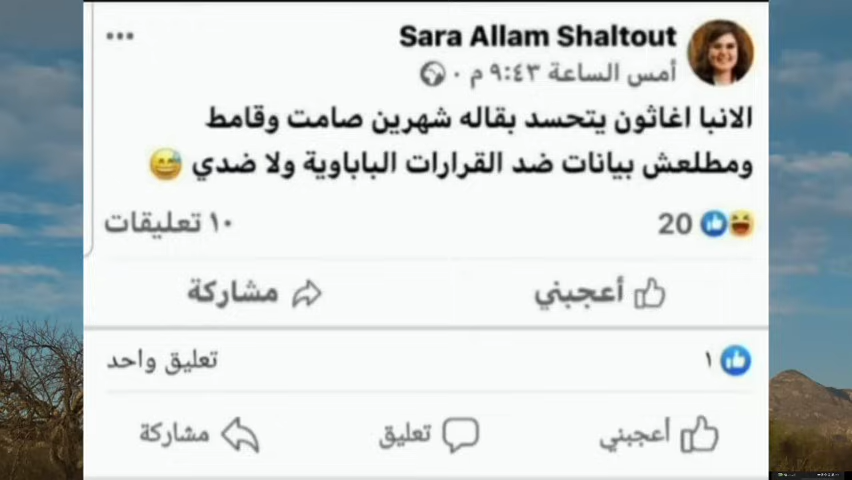 Sara Allam Shaltout
أمس الساعة ٩:٤٣ م ·
الانبا اغاثون يتحسد بقاله شهرين صامت وقامط
ومطلعش بيانات ضد القرارات الباباوية ولا ضدي 😅
20
١٠ تعليقات
أعجبني
مشاركة
١
تعليق واحد
أعجبني
تعليق
مشاركة